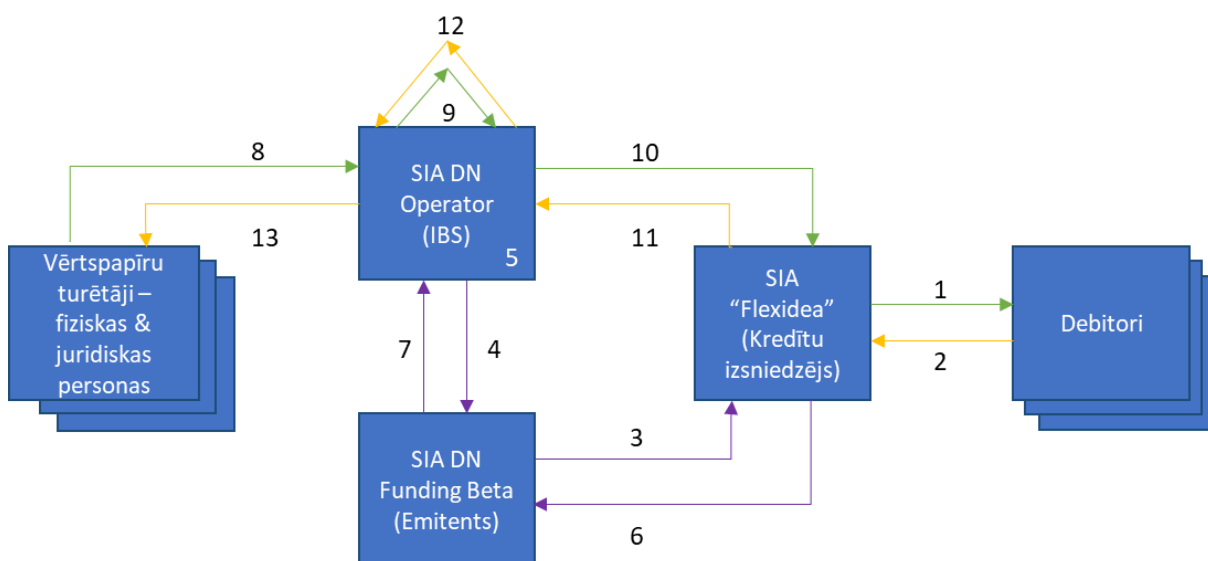 12
9
8
10
SIA DN
Operator
(IBS)
5
13
11
Vērtspapīru
turētāji –
fiziskas &
juridiskas
personas
SIA
“Flexidea”
(Kredītu
izsniedzējs)
1
2
Debitori
7
4
3
SIA DN
Funding Beta
(Emitents)
6